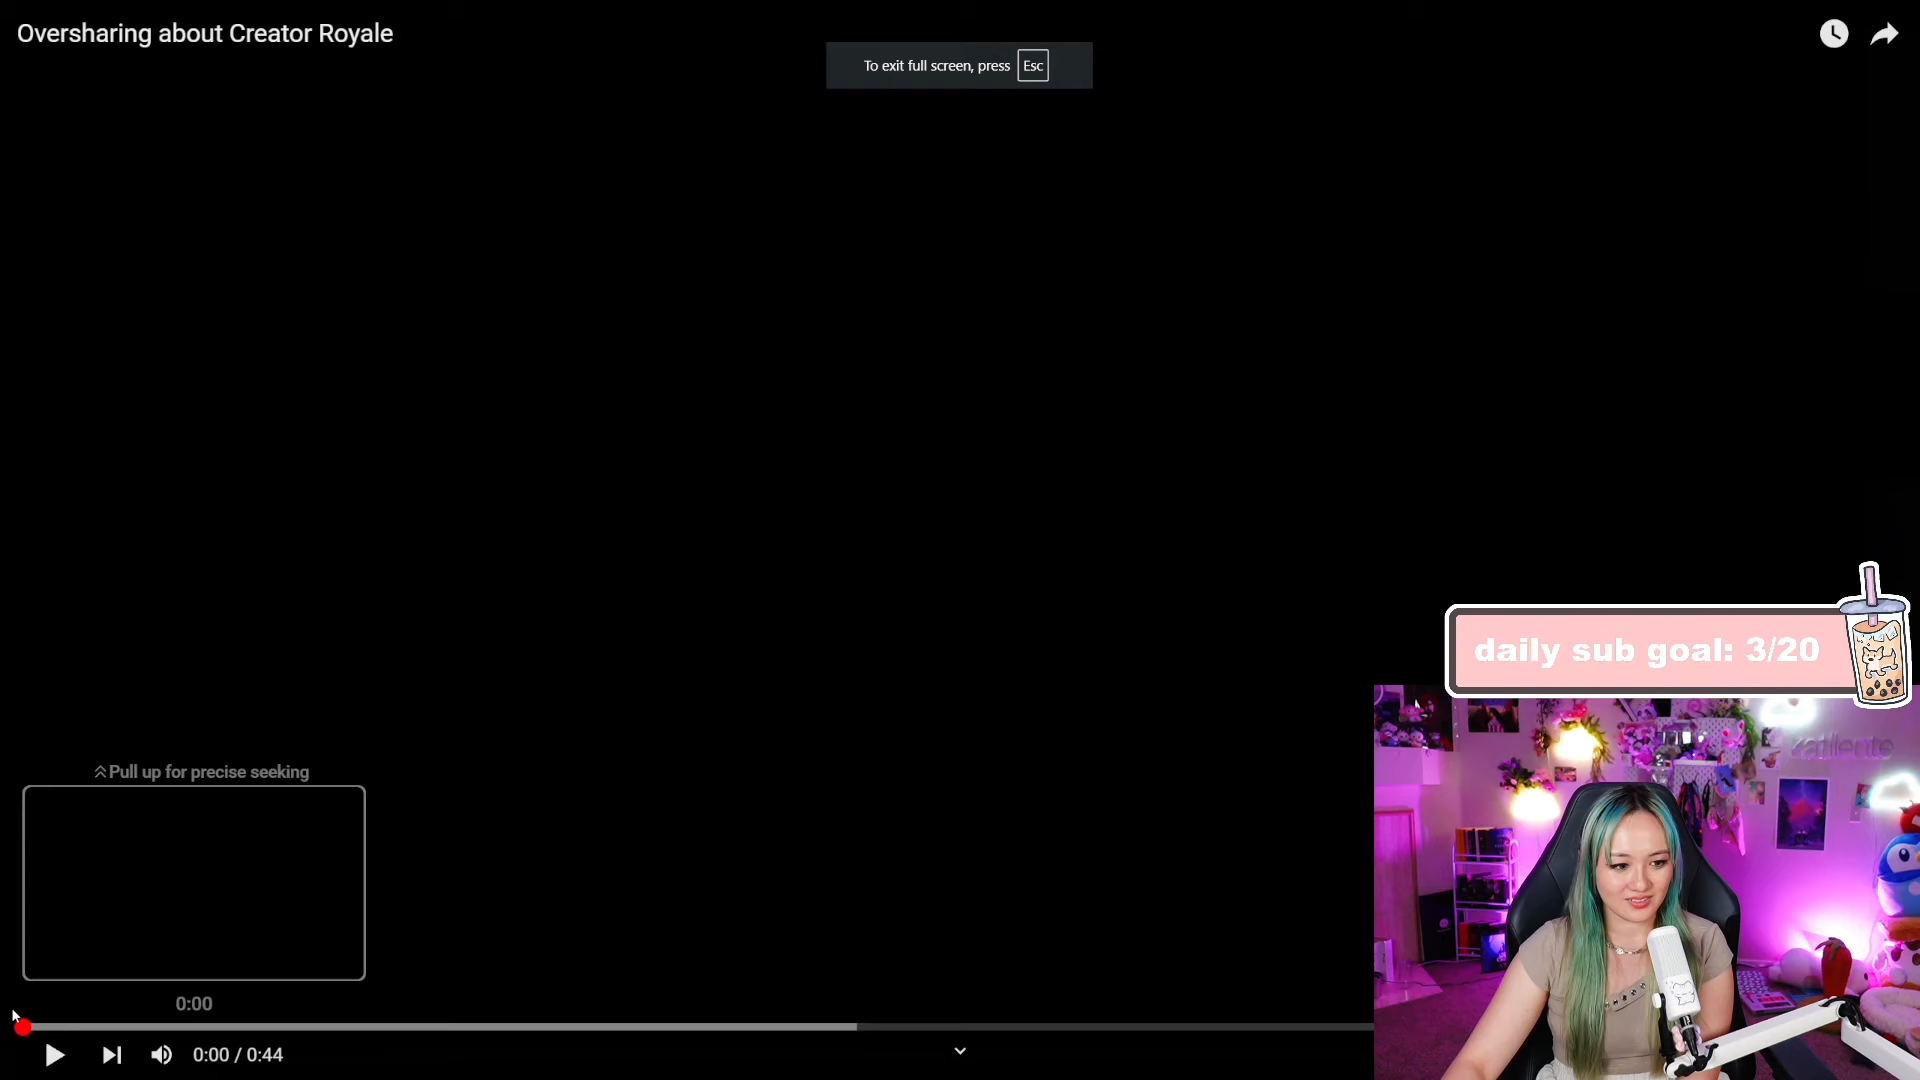 Oversharing about Creator Royale
To exit full screen, press Esc
daily sub goal: 3/20
Pull up for precise seeking
0:00
0:00 / 0:44